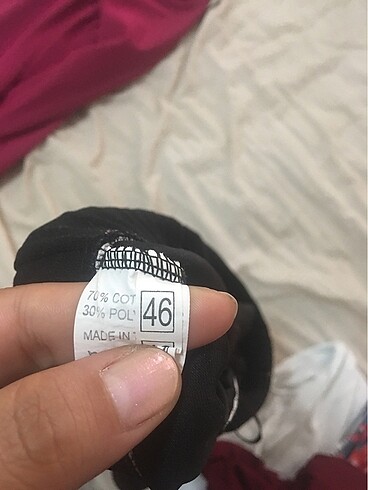 70% COT
30% POL
46
MADE IN